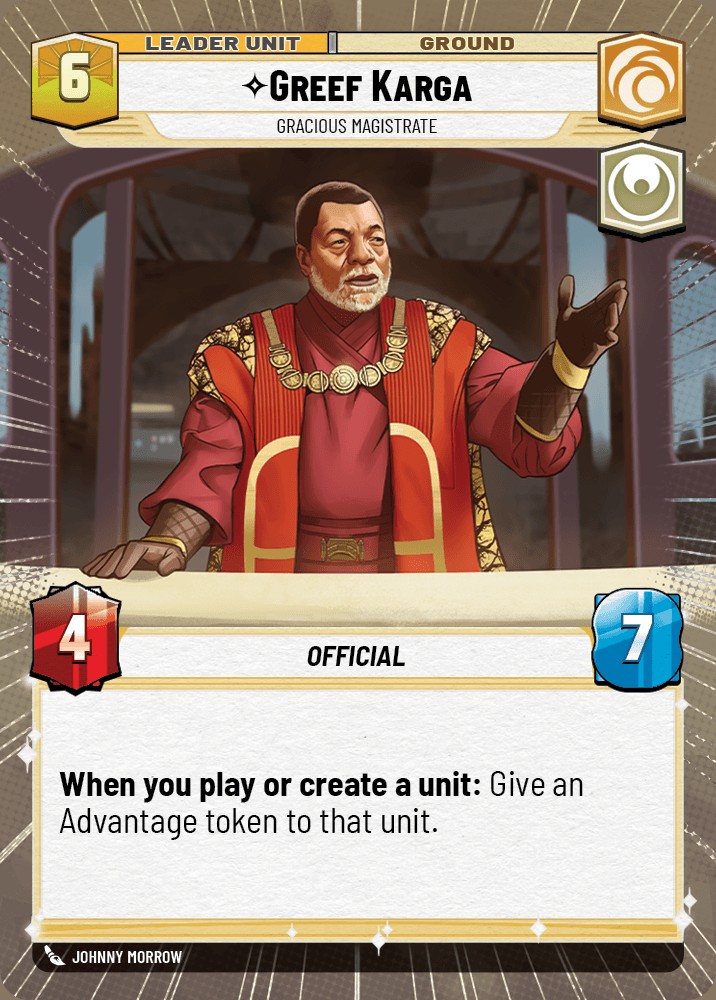 LEADER UNIT
GROUND
6
GREEF KARGA
GRACIOUS MAGISTRATE
4
OFFICIAL
7
When you play or create a unit: Give an
Advantage token to that unit.
JOHNNY MORROW